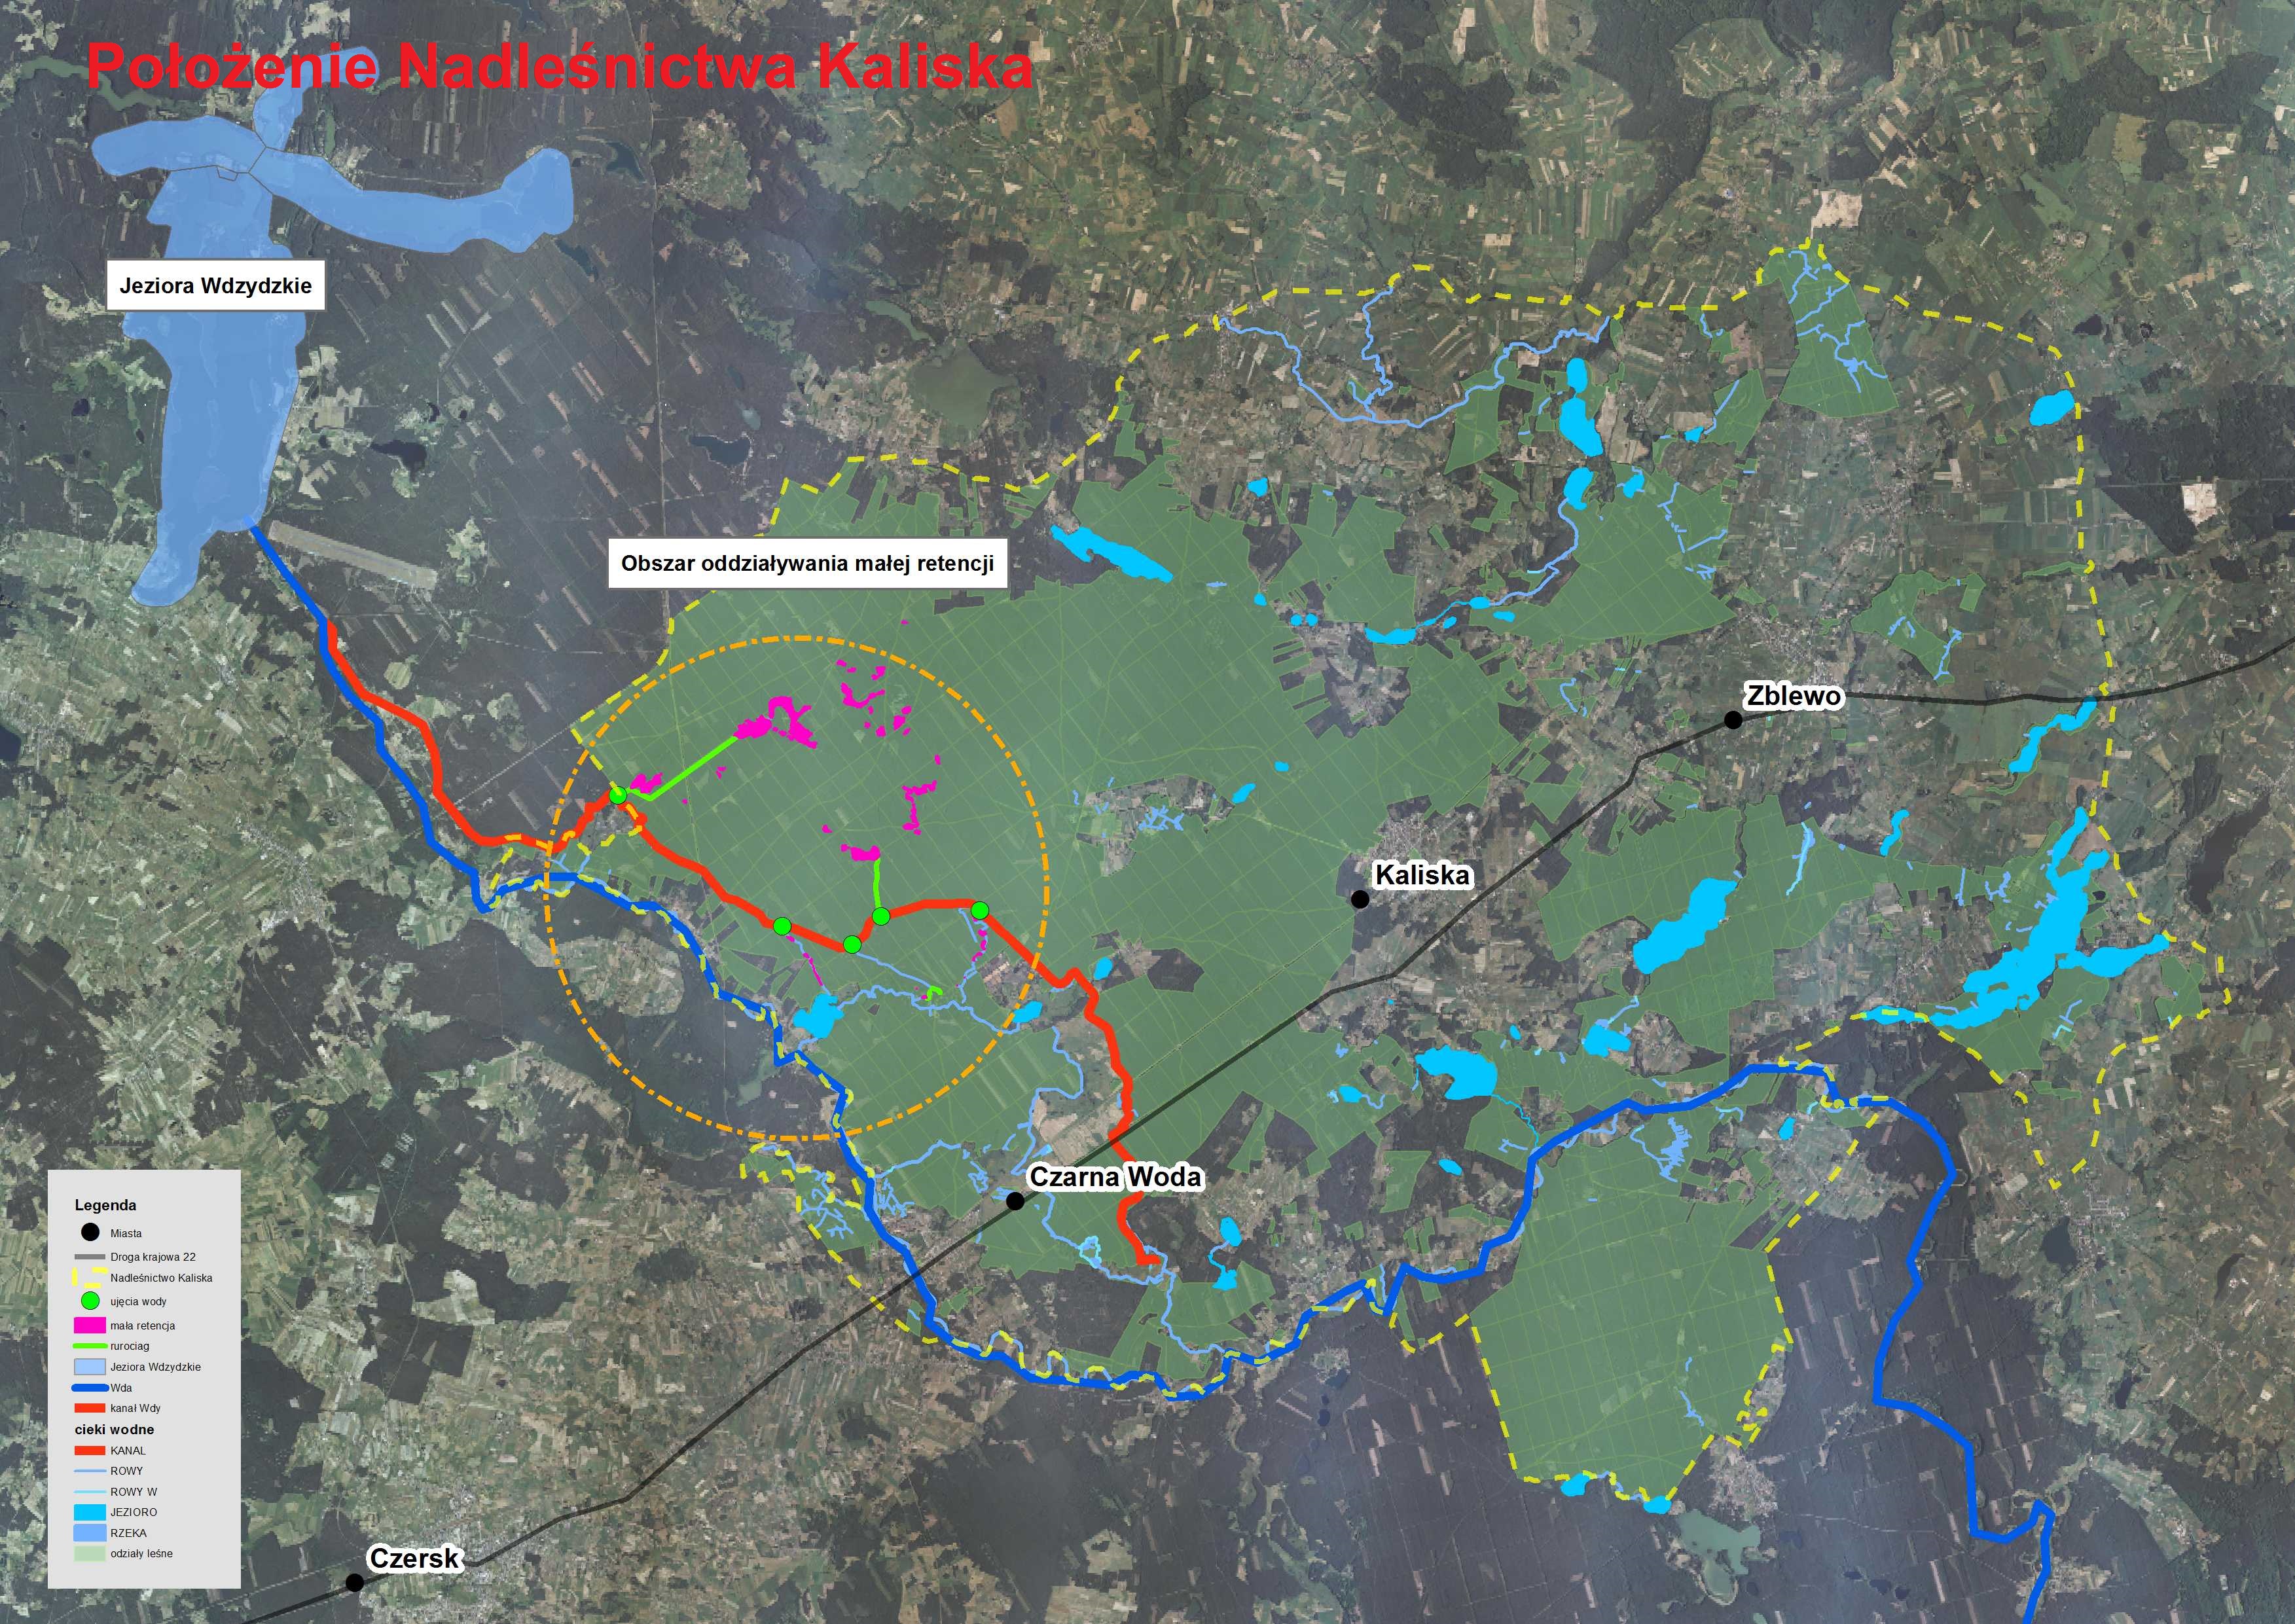 Położenie Nadleśnictwa Kaliska
Jeziora Wdzydzkie
Obszar oddziaływania małej retencji
Zblewo
Kaliska
Czarna Woda
Czersk
Legenda
Miasta
Droga krajowa 22
Nadleśnictwo Kaliska
ujęcia wody
mała retencja
rurociąg
Jeziora Wdzydzkie
Wda
kanał Wdy
cieki wodne
KANAL
ROWY
ROWY W
JEZIORO
RZEKA
odziały leśne